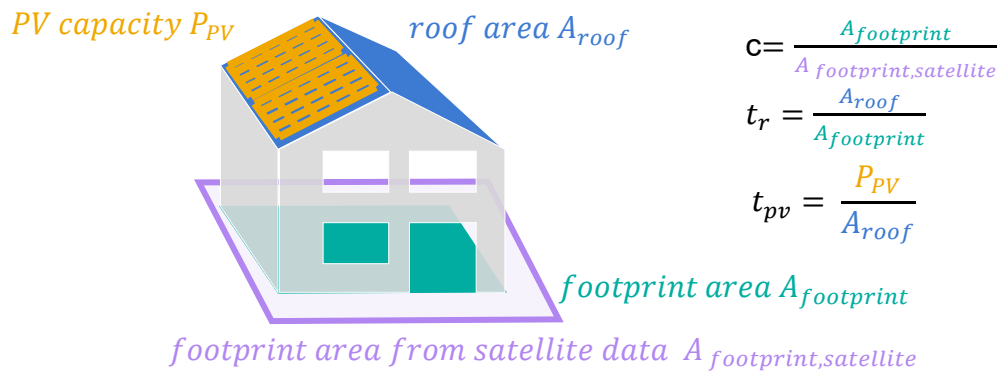 PV capacity P_PV
roof area A_roof
c= A_footprint / A_footprint,satellite
t_r = A_roof / A_footprint
t_pv = P_PV / A_roof
footprint area A_footprint
footprint area from satellite data A_footprint,satellite